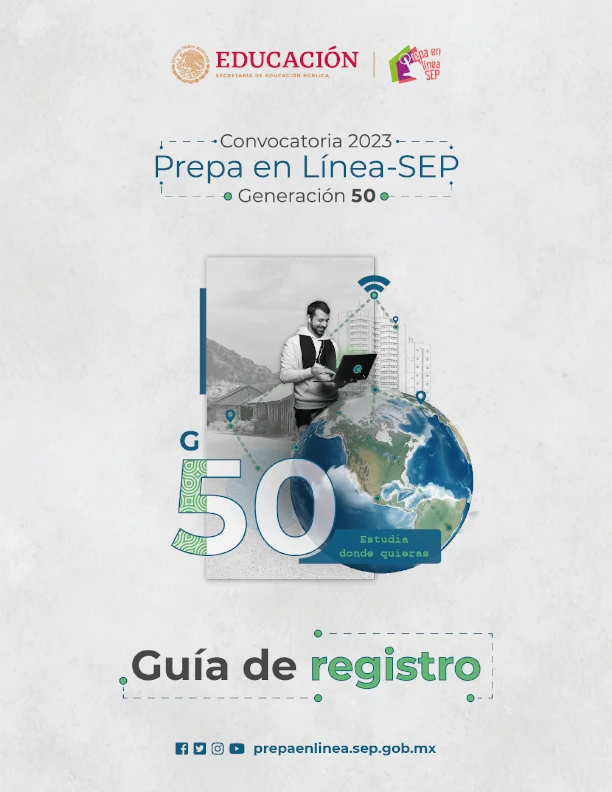 EDUCACIÓN
SECRETARÍA DE EDUCACIÓN PÚBLICA
Prepa en
línea
SEP
Convocatoria 2023
Prepa en Línea-SEP
Generación 50
G
50
Estudia
donde quieras
Guía de registro
prepaenlinea.sep.gob.mx